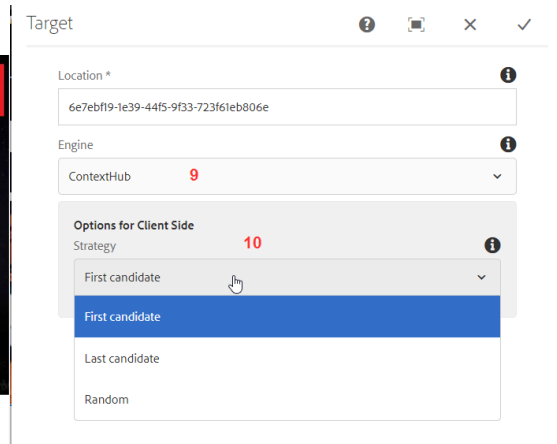 Target
Location *
6e7ebf19-1e39-44f5-9f33-723f61eb806e
Engine
ContextHub 9
Options for Client Side
Strategy 10
First candidate
First candidate
Last candidate
Random